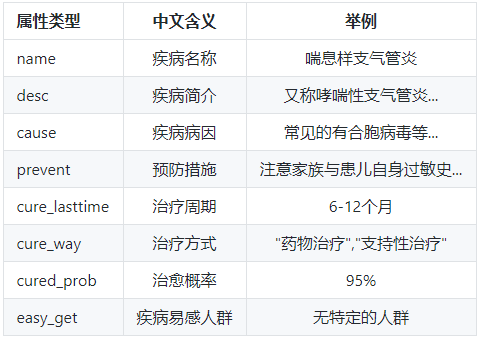 属性类型 中文含义 举例
name 疾病名称 喘息样支气管炎
desc 疾病简介 又称哮喘性支气管炎...
cause 疾病病因 常见的有合胞病毒等...
prevent 预防措施 注意家族与患儿自身过敏史...
cure_lasttime 治疗周期 6-12个月
cure_way 治疗方式 "药物治疗","支持性治疗"
cured_prob 治愈概率 95%
easy_get 疾病易感人群 无特定的人群